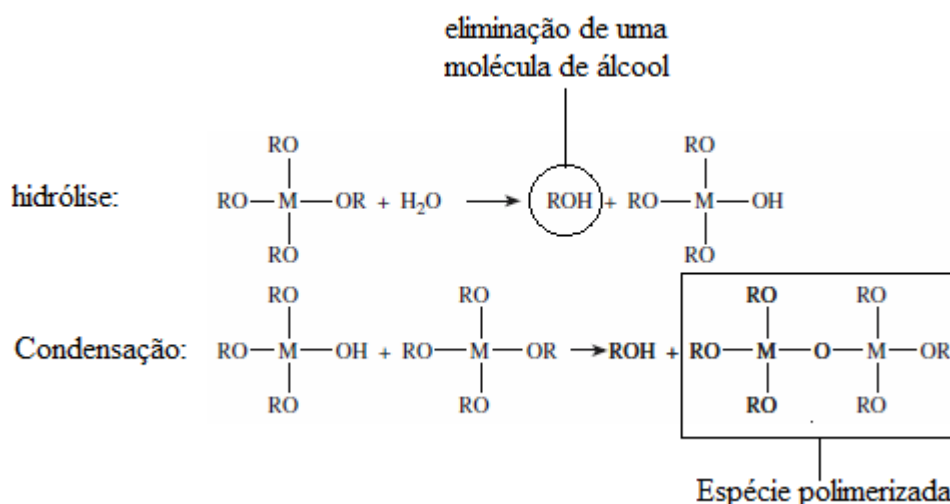 eliminação de uma
molécula de álcool
RO RO
hidrólise: RO—M—OR + H₂O → ROH + RO—M—OH
RO RO
RO RO RO RO
Condensação: RO—M—OH + RO—M—OR → ROH + RO—M—O—M—OR
RO RO RO RO
Espécie polimerizada